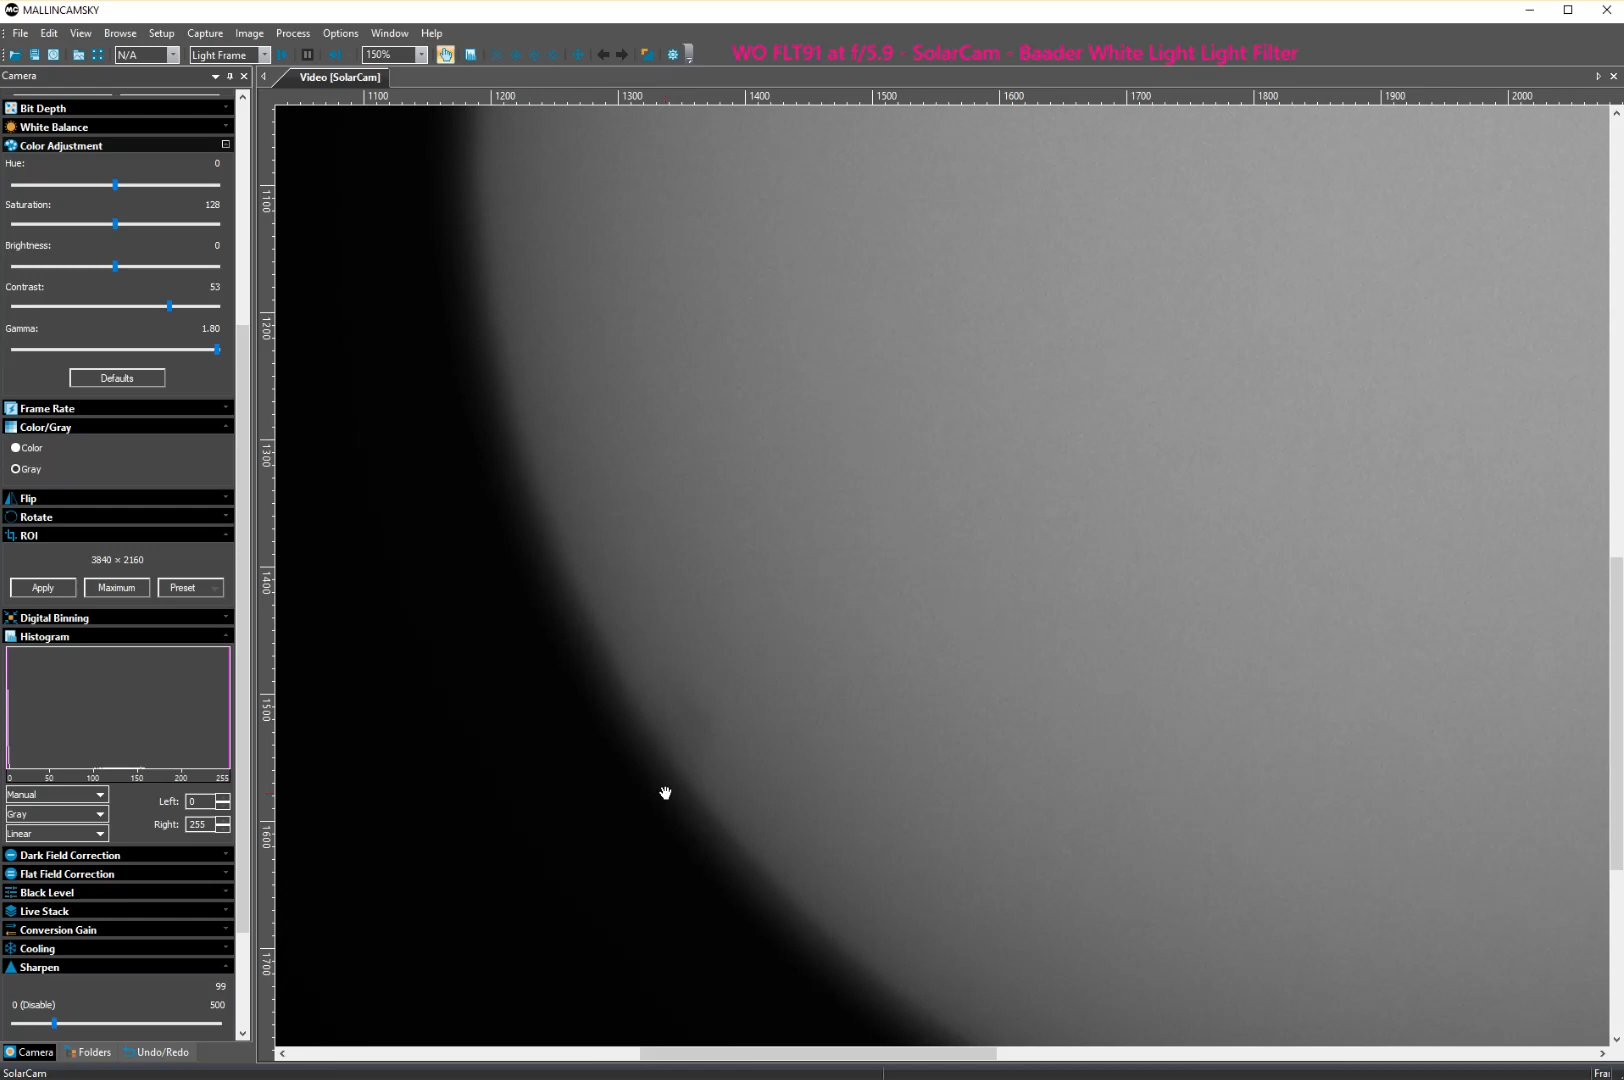 MALLINCAMSKY
File Edit View Browse Setup Capture Image Process Options Window Help
N/A Light Frame 150% WO FLT91 at f/5.9 - SolarCam - Baader White Light Light Filter
Camera Video [SolarCam]
1100 1200 1300 1400 1500 1600 1700 1800 1900 2000
Bit Depth
White Balance
Color Adjustment
Hue: 0
Saturation: 128
Brightness: 0
Contrast: 53
Gamma: 1.80
Defaults
Frame Rate
Color/Gray
Color
Gray
Flip
Rotate
ROI
3840 × 2160
Apply Maximum Preset
Digital Binning
Histogram
0 50 100 150 200 255
Manual Left: 0
Gray Right: 255
Linear
Dark Field Correction
Flat Field Correction
Black Level
Live Stack
Conversion Gain
Cooling
Sharpen
99
0 (Disable) 500
Camera Folders Undo/Redo
1100
1200
1300
1400
1500
1600
1700
SolarCam Fra